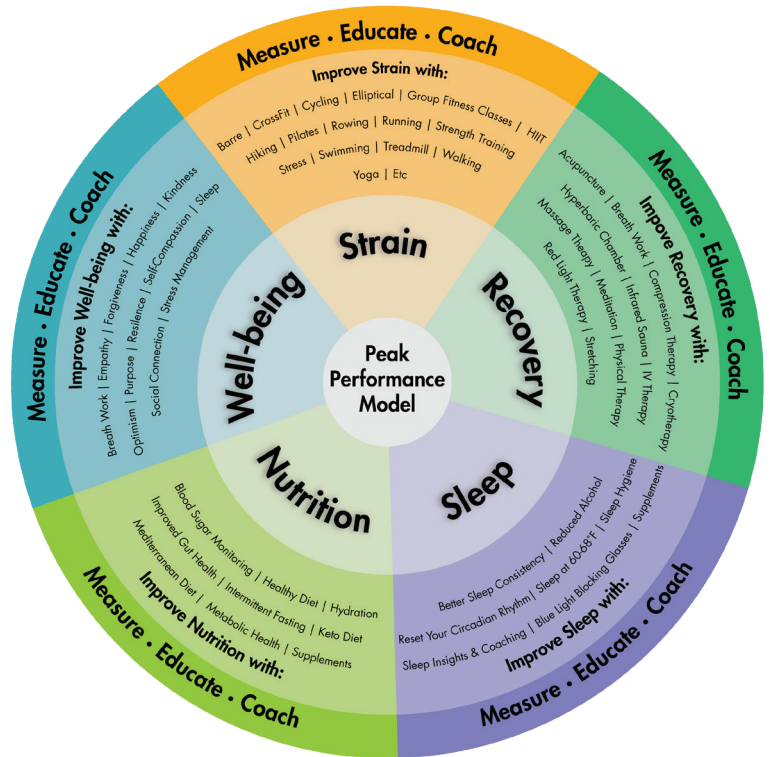 Measure • Educate • Coach
Improve Strain with:
Barre | CrossFit | Cycling | Elliptical | Group Fitness Classes | HIIT
Hiking | Pilates | Rowing | Running | Strength Training
Stress | Swimming | Treadmill | Walking
Yoga | Etc
Strain
Measure • Educate • Coach
Impove Recovery with:
Acupuncture | Breath Work | Compression Therapy | Cryotherapy
Hyperbaric Chamber | Infrared Sauna | IV Therapy
Massage Theapy | Meditation | Physical Therapy
Red Light Therapy | Stretching
Recovery
Sleep
Better Sleep Consistency | Reduced Alcohol
Reset Your Circadian Rhythm| Sleep at 60-68°F | Sleep Hygiene
Sleep Insights & Coaching | Blue Light Blocking Glasses | Supplements
Improve Sleep with:
Measure • Educate • Coach
Nutrition
Blood Sugar Monitoring | Healthy Diet | Hydration
Improved Gut Health | Intermittent Fasting | Keto Diet
Mediterranean Diet | Metabolic Health | Supplements
Improve Nutrition with:
Measure • Educate • Coach
Measure • Educate • Coach
Improve Well-being with:
Breath Work | Empathy | Forgiveness | Happiness | Kindness
Optimism | Purpose | Resilence | Self-Compassion | Sleep
Social Connection | Stress Management
Well-being
Peak
Performance
Model